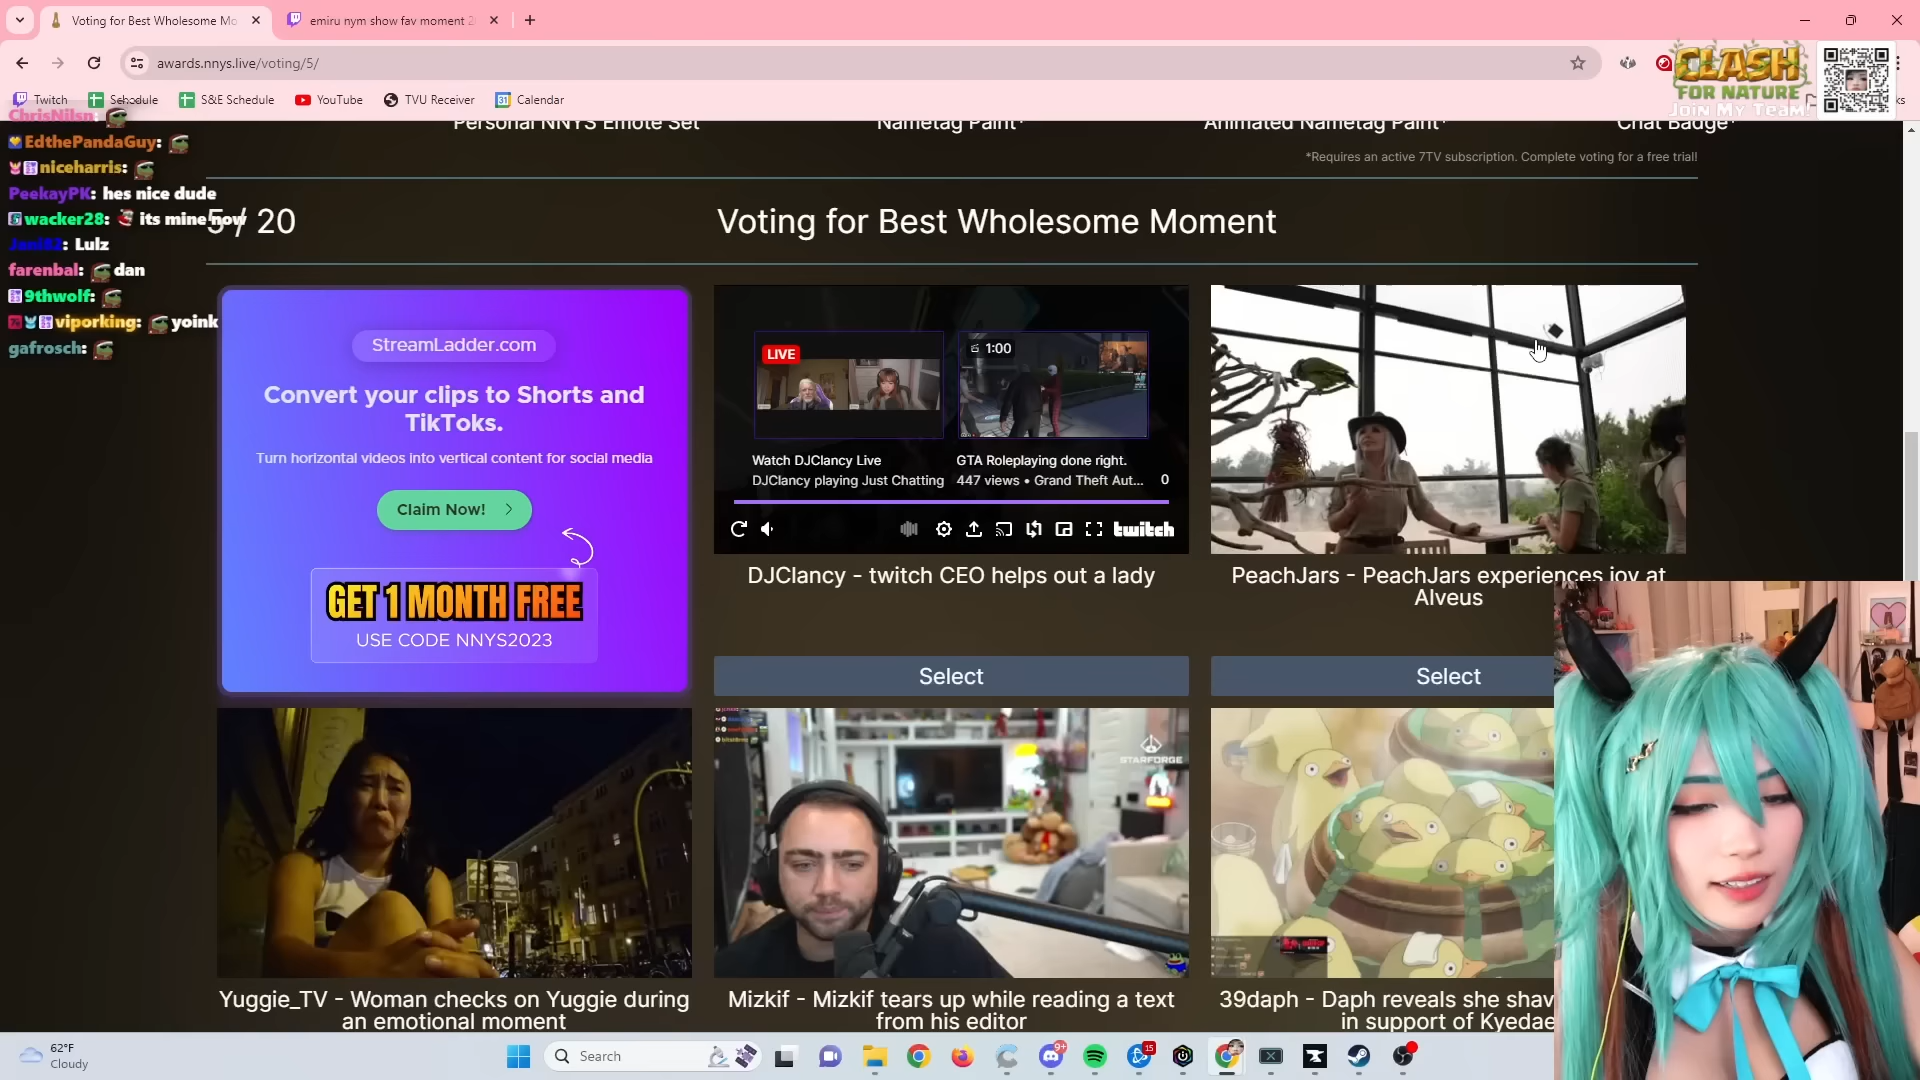 Voting for Best Wholesome Mo
emiru nym show fav moment 2
awards.nnys.live/voting/5/
CLASH
FOR NATURE
Join My Team!
Twitch
Schedule
S&E Schedule
YouTube
TVU Receiver
Calendar
Personal NNYS Emote Set
Nametag Paint*
Animated Nametag Paint*
Chat Badge*
*Requires an active 7TV subscription. Complete voting for a free trial!
ChrisNilsn:
EdthePandaGuy:
niceharris:
PeekayPK: hes nice dude
wacker28: its mine now
Lulz
farenbal: dan
9thwolf:
viporking: yoink
gafrosch:
5 / 20
Voting for Best Wholesome Moment
StreamLadder.com
Convert your clips to Shorts and
TikToks.
Turn horizontal videos into vertical content for social media
Claim Now!
GET 1 MONTH FREE
USE CODE NNYS2023
LIVE
1:00
Watch DJClancy Live
DJClancy playing Just Chatting
GTA Roleplaying done right.
447 views • Grand Theft Aut...
0
twitch
DJClancy - twitch CEO helps out a lady
Select
PeachJars - PeachJars experiences joy at
Alveus
Select
STARFORGE
Yuggie_TV - Woman checks on Yuggie during
an emotional moment
Mizkif - Mizkif tears up while reading a text
from his editor
39daph - Daph reveals she shav
in support of Kyedae
62°F
Cloudy
Search
9+
15